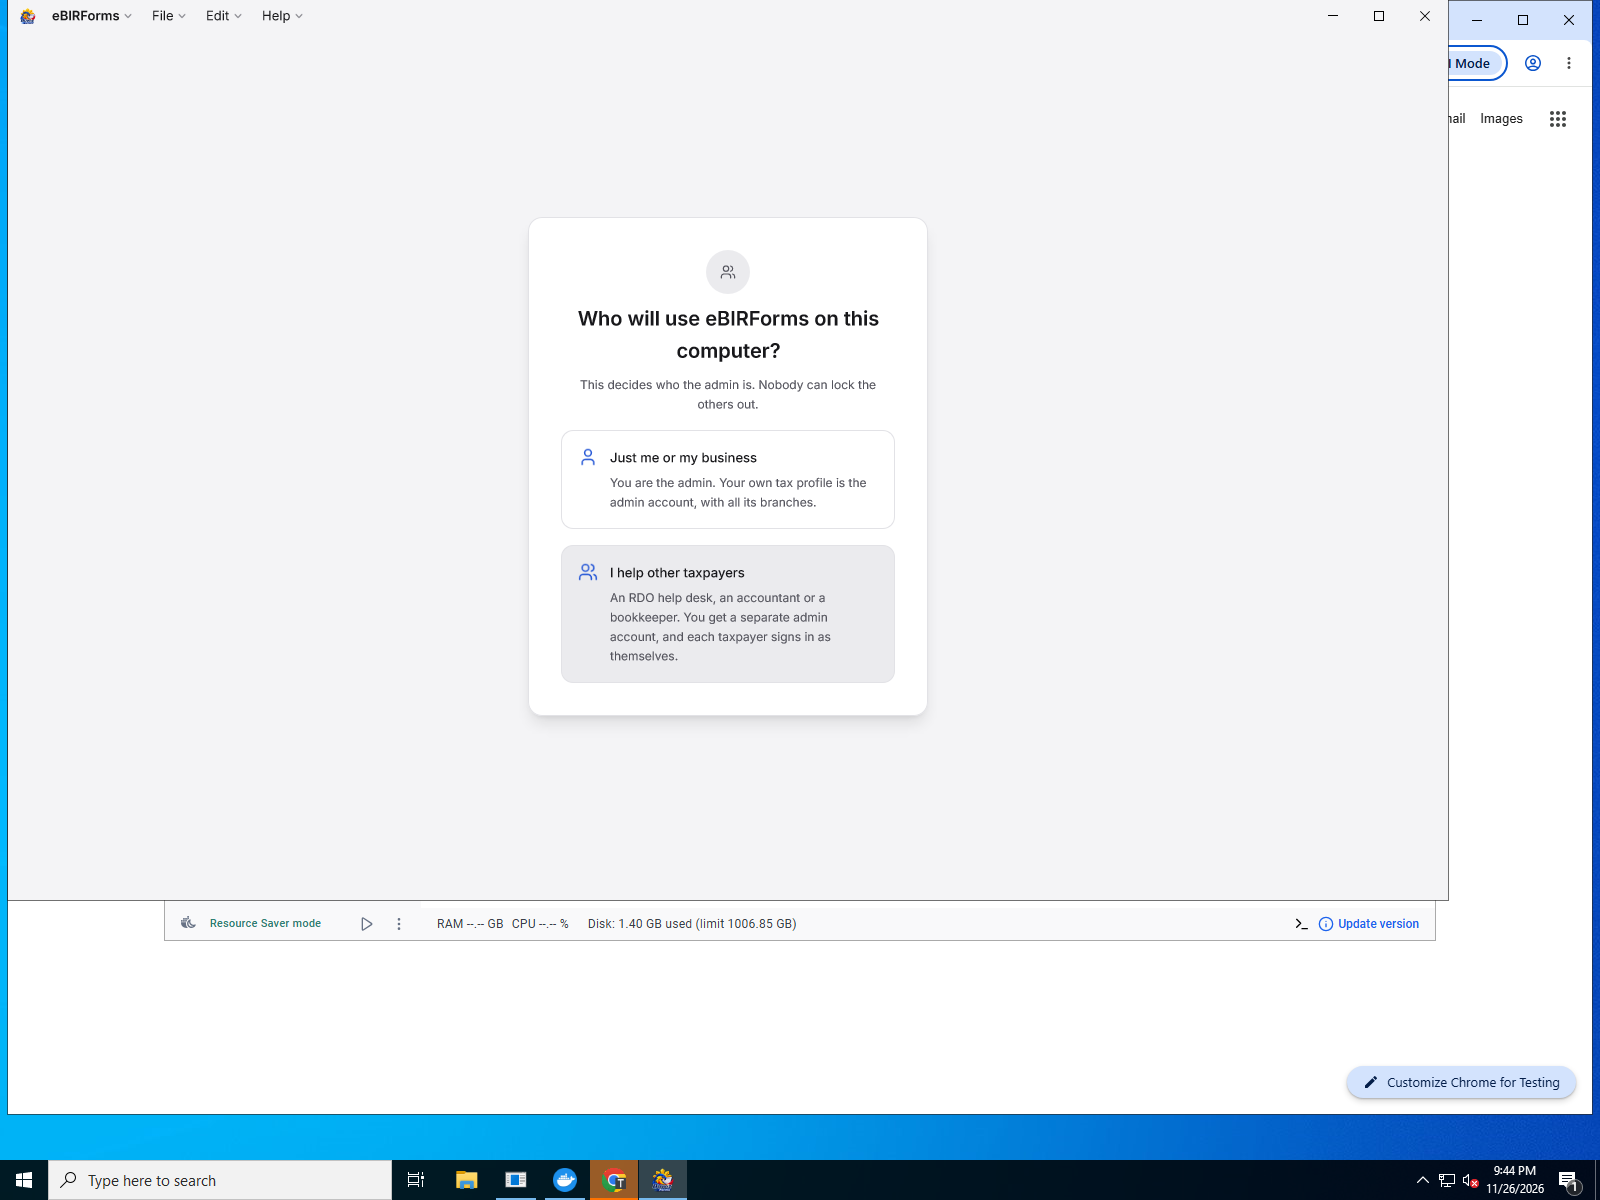 eBIRForms File Edit Help
I Mode
Images
Who will use eBIRForms on this
computer?
This decides who the admin is. Nobody can lock the
others out.
Just me or my business
You are the admin. Your own tax profile is the
admin account, with all its branches.
I help other taxpayers
An RDO help desk, an accountant or a
bookkeeper. You get a separate admin
account, and each taxpayer signs in as
themselves.
Resource Saver mode RAM --.-- GB CPU --.-- % Disk: 1.40 GB used (limit 1006.85 GB) Update version
Customize Chrome for Testing
Type here to search
9:44 PM
11/26/2026
1